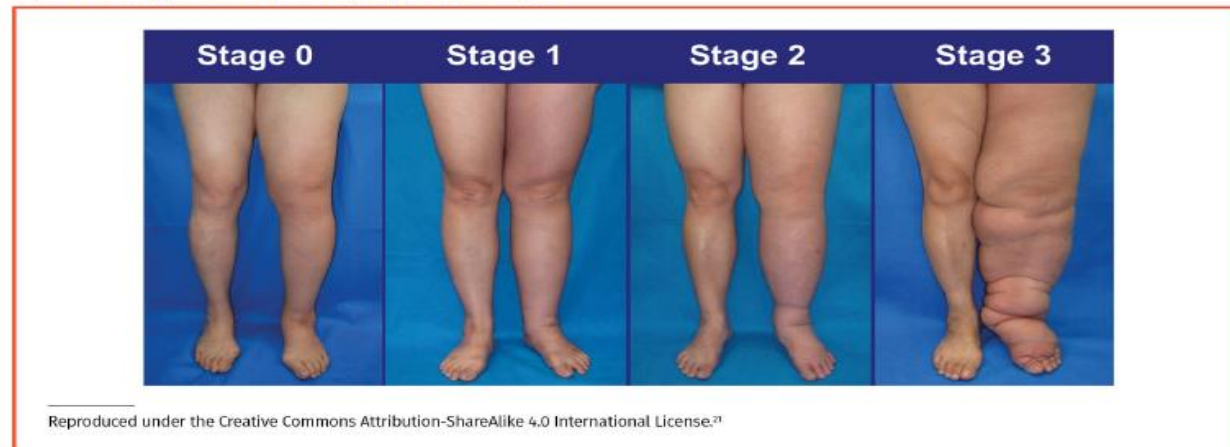 Stage 0 Stage 1 Stage 2 Stage 3
Reproduced under the Creative Commons Attribution-ShareAlike 4.0 International License.²¹